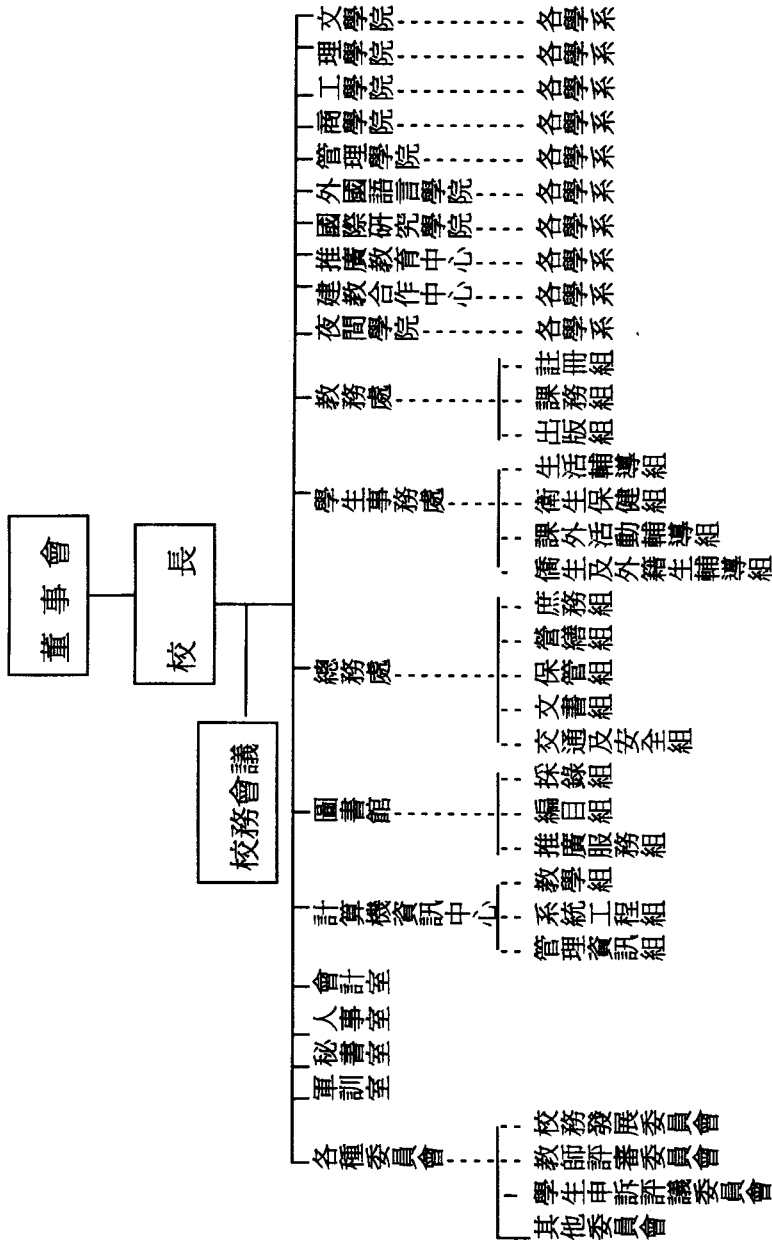 董事會
校長
校務會議
文學院
各學系
理學院
各學系
工學院
各學系
商學院
各學系
管理學院
各學系
外國語言學院
各學系
國際研究學院
各學系
推廣教育中心
各學系
建教合作中心
各學系
夜間學院
各學系
教務處
註冊組
課務組
出版組
學生事務處
生活輔導組
衛生保健組
課外活動輔導組
僑生及外籍生輔導組
總務處
庶務組
營繕組
保管組
文書組
交通及安全組
圖書館
採錄組
編目組
推廣服務組
計算機資訊中心
教學組
系統工程組
管理資訊組
會計室
人事室
秘書室
軍訓室
各種委員會
校務發展委員會
教師評審委員會
學生申訴評議委員會
其他委員會